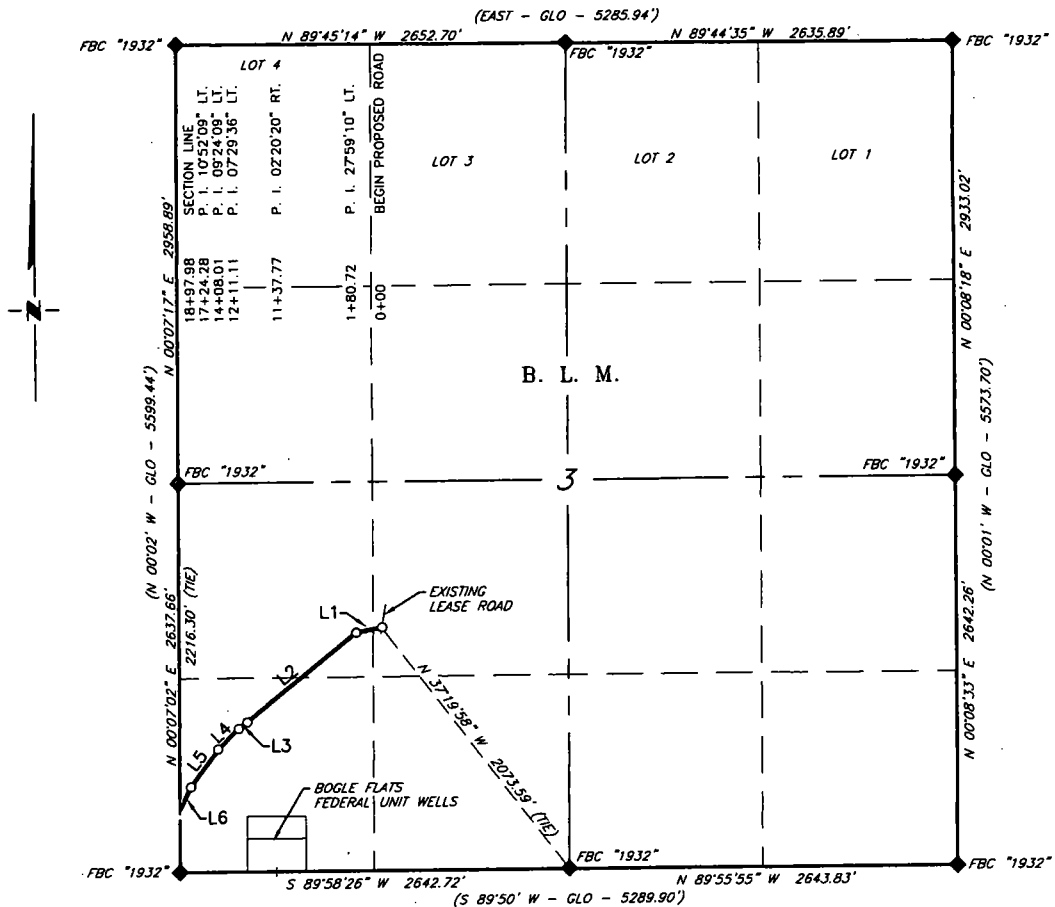 (EAST - GLO - 5285.94')
N 89°45'14" W 2652.70'
N 89°44'35" W 2635.89'
FBC "1932"
FBC "1932"
FBC "1932"
LOT 4
LOT 3
LOT 2
LOT 1
18+97.98 SECTION LINE
17+24.28 P. I. 10°52'09" LT.
14+08.01 P. I. 09°24'09" LT.
12+11.11 P. I. 07°29'36" LT.
11+37.77 P. I. 02°20'20" RT.
1+80.72 P. I. 27°59'10" LT.
0+00 BEGIN PROPOSED ROAD
N 00°07'17" E 2958.89'
N 00°08'18" E 2933.02'
N
B. L. M.
(N 00°02' W - GLO - 5599.44')
(N 00°01' W - GLO - 5573.70')
FBC "1932"
3
FBC "1932"
N 00°07'02" E 2637.66'
2216.30' (TIE)
N 00°08'33" E 2642.26'
EXISTING
LEASE ROAD
L1
L2
L3
L4
L5
L6
N 37°19'58" W 2073.59' (TIE)
BOGLE FLATS
FEDERAL UNIT WELLS
FBC "1932"
FBC "1932"
FBC "1932"
S 89°58'26" W 2642.72'
N 89°55'55" W 2643.83'
(S 89°50' W - GLO - 5289.90')